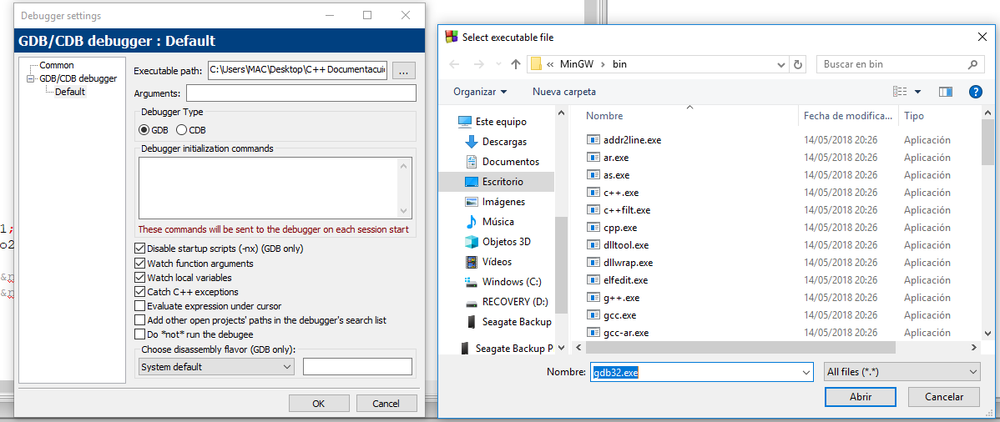 Debugger settings
GDB/CDB debugger : Default
Common
GDB/CDB debugger
Default
Executable path:
C:\Users\MAC\Desktop\C++ Documentacuió
...
Arguments:
Debugger Type
GDB
CDB
Debugger initialization commands
These commands will be sent to the debugger on each session start
Disable startup scripts (-nx) (GDB only)
Watch function arguments
Watch local variables
Catch C++ exceptions
Evaluate expression under cursor
Add other open projects' paths in the debugger's search list
Do *not* run the debugee
Choose disassembly flavor (GDB only):
System default
OK
Cancel
1;
o2
&n
&n
Select executable file
« MinGW › bin
Buscar en bin
Organizar
Nueva carpeta
?
Este equipo
Descargas
Documentos
Escritorio
Imágenes
Música
Objetos 3D
Vídeos
Windows (C:)
RECOVERY (D:)
Seagate Backup
Seagate Backup P
Nombre
Fecha de modifica...
Tipo
addr2line.exe 14/05/2018 20:26 Aplicación
ar.exe 14/05/2018 20:26 Aplicación
as.exe 14/05/2018 20:26 Aplicación
c++.exe 14/05/2018 20:26 Aplicación
c++filt.exe 14/05/2018 20:26 Aplicación
cpp.exe 14/05/2018 20:26 Aplicación
dlltool.exe 14/05/2018 20:26 Aplicación
dllwrap.exe 14/05/2018 20:26 Aplicación
elfedit.exe 14/05/2018 20:26 Aplicación
g++.exe 14/05/2018 20:26 Aplicación
gcc.exe 14/05/2018 20:26 Aplicación
gcc-ar.exe 14/05/2018 20:26 Aplicación
Nombre:
gdb32.exe
All files (*.*)
Abrir
Cancelar